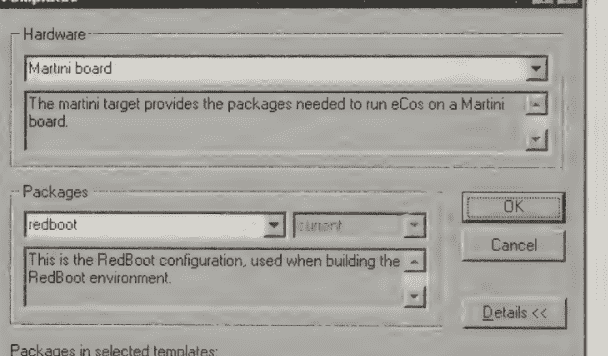 Templates
Hardware
Martini board
The martini target provides the packages needed to run eCos on a Martini
board.
Packages
redboot
current
This is the RedBoot configuration, used when building the
RedBoot environment.
OK
Cancel
Details <<
Packages in selected templates: